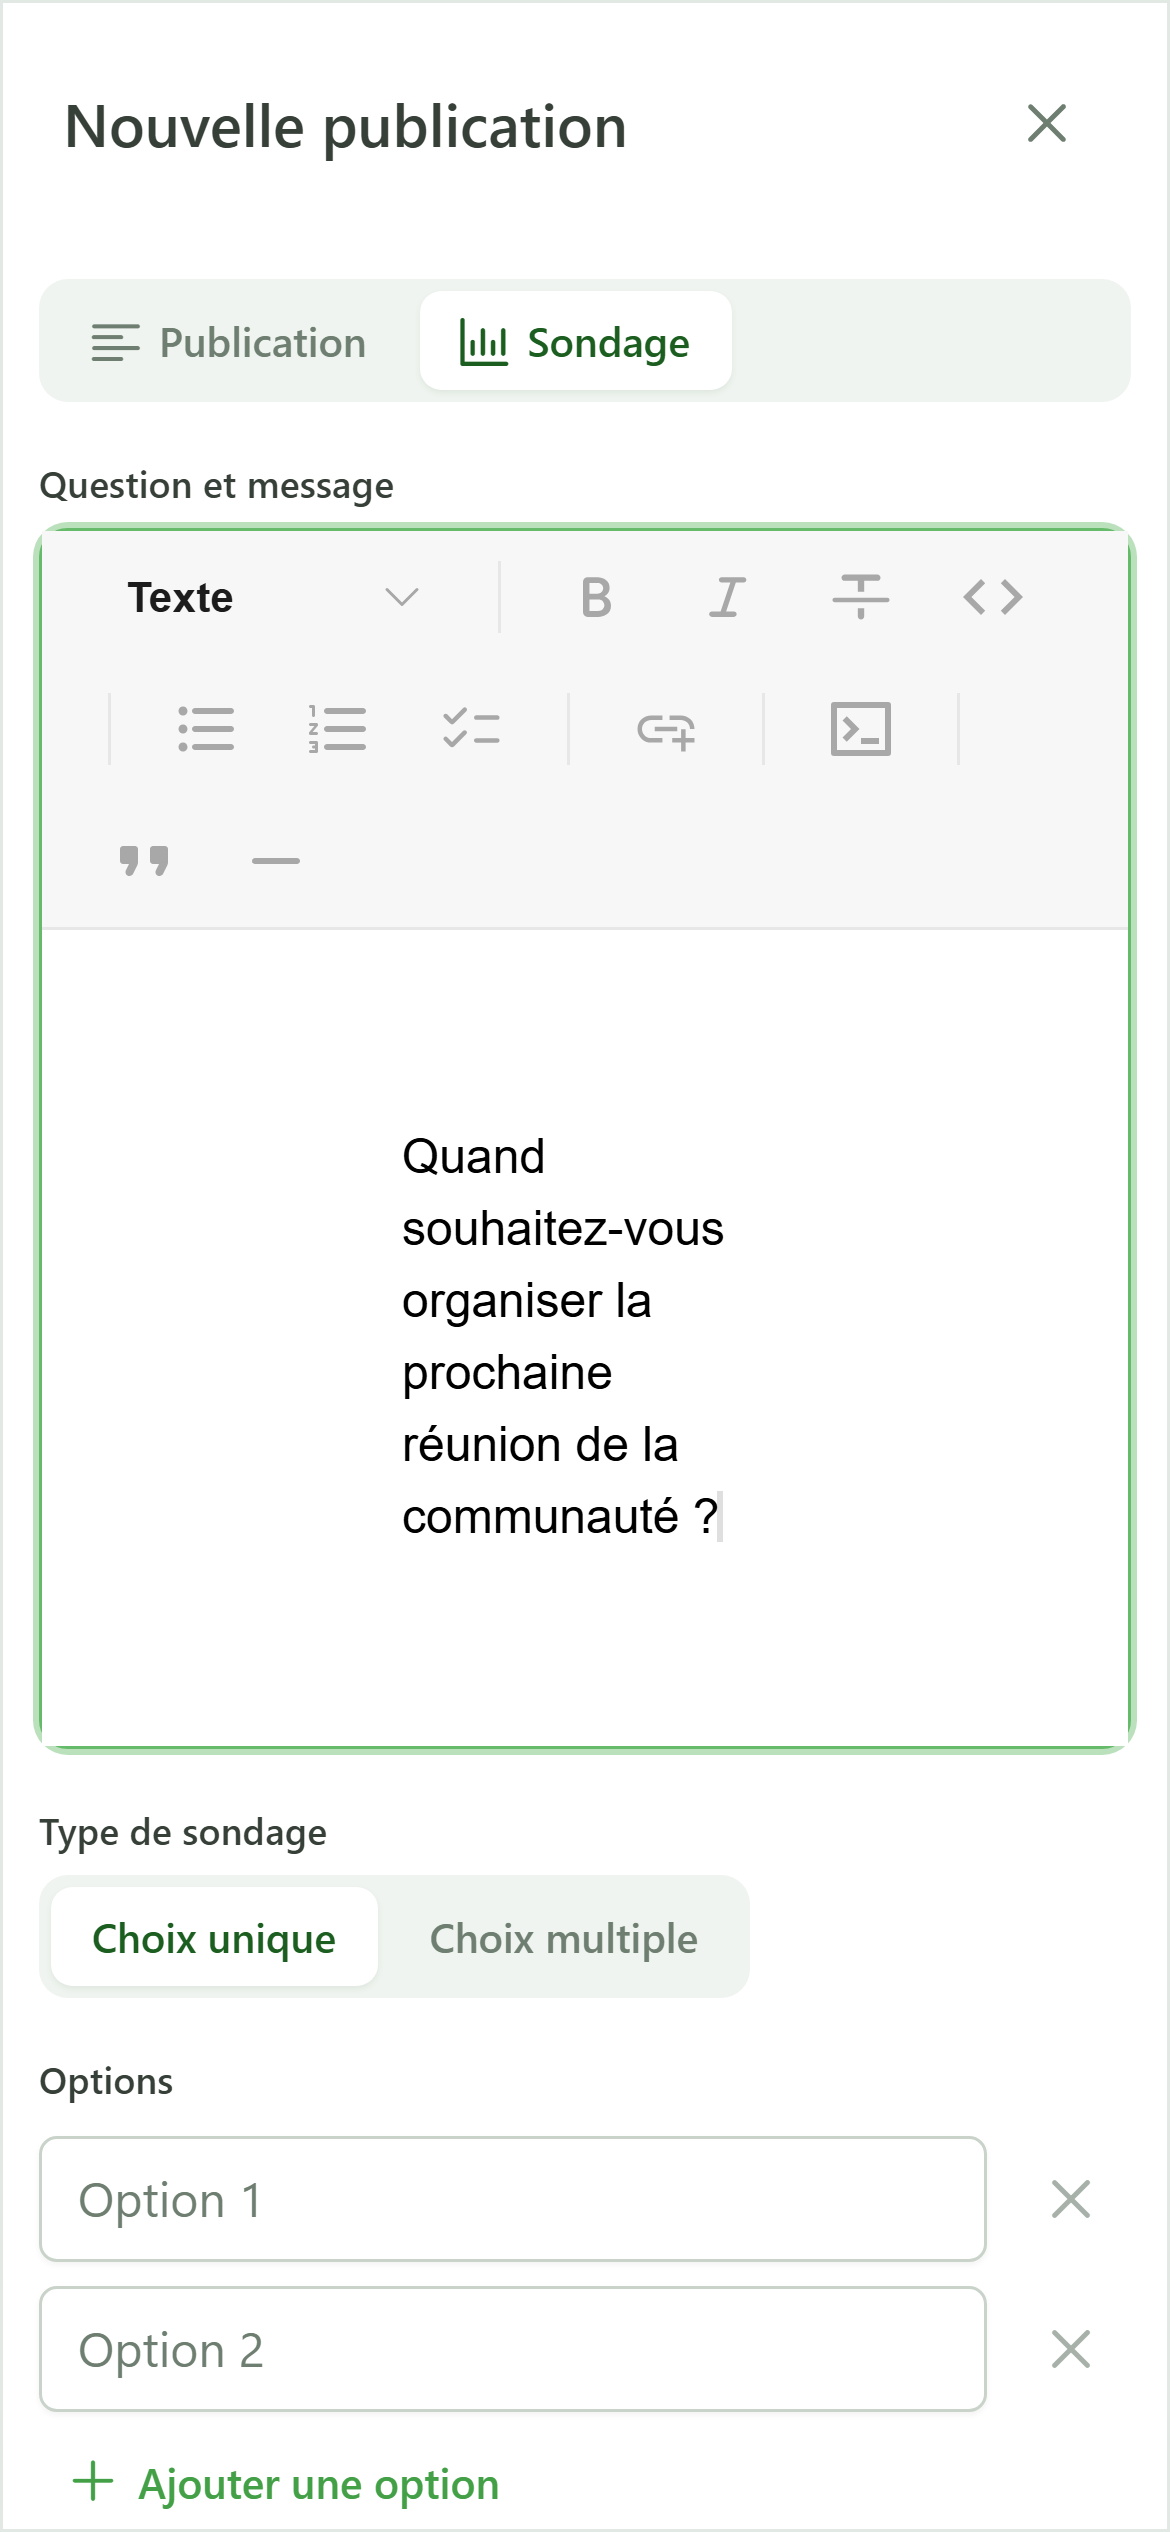 Nouvelle publication
Publication
Sondage
Question et message
Texte
Quand
souhaitez-vous
organiser la
prochaine
réunion de la
communauté ?
Type de sondage
Choix unique
Choix multiple
Options
Option 1
Option 2
Ajouter une option